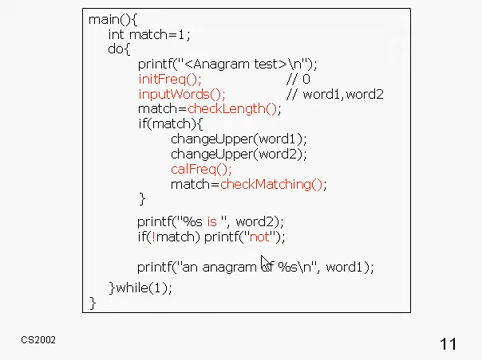 main(){
int match=1;
do{
printf("<Anagram test>\n");
initFreq(); // 0
inputWords(); // word1,word2
match=checkLength();
if(match){
changeUpper(word1);
changeUpper(word2);
calFreq();
match=checkMatching();
}
printf("%s is ", word2);
if(!match) printf("not");
printf("an anagram of %s\n", word1);
}while(1);
}
CS2002
11